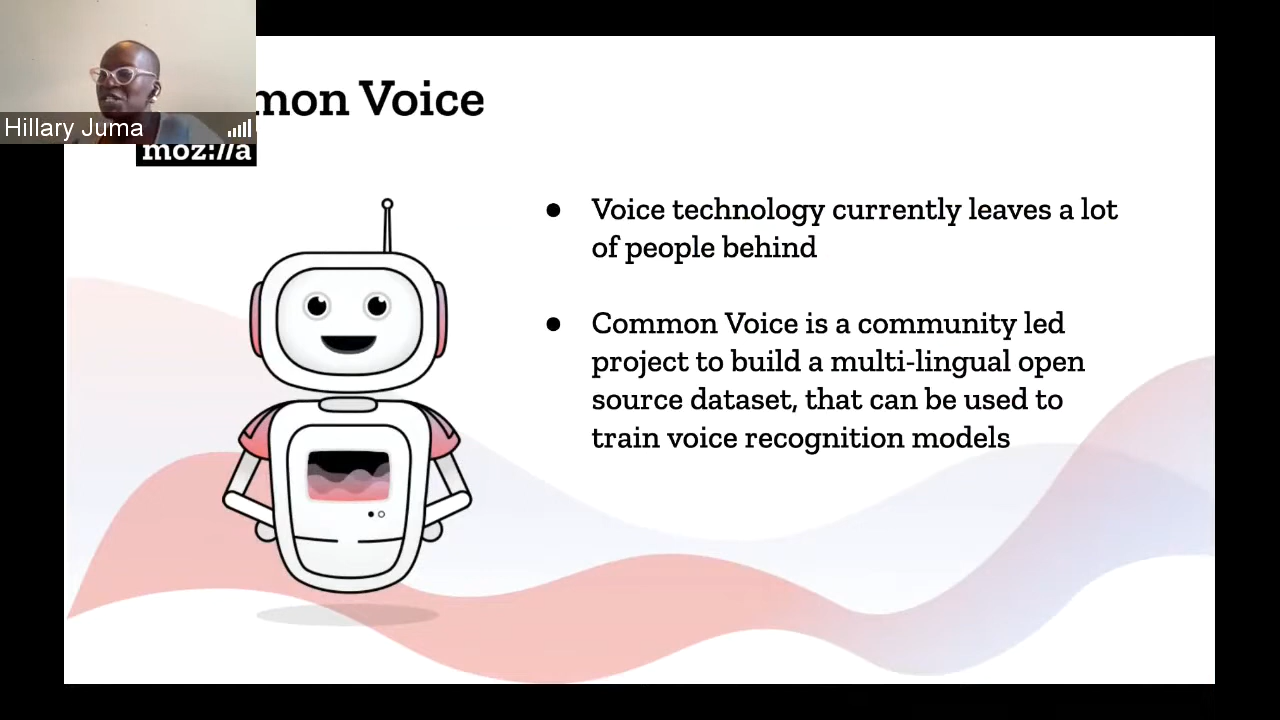 mon Voice
Hillary Juma
moz://a
● Voice technology currently leaves a lot
of people behind
● Common Voice is a community led
project to build a multi-lingual open
source dataset, that can be used to
train voice recognition models